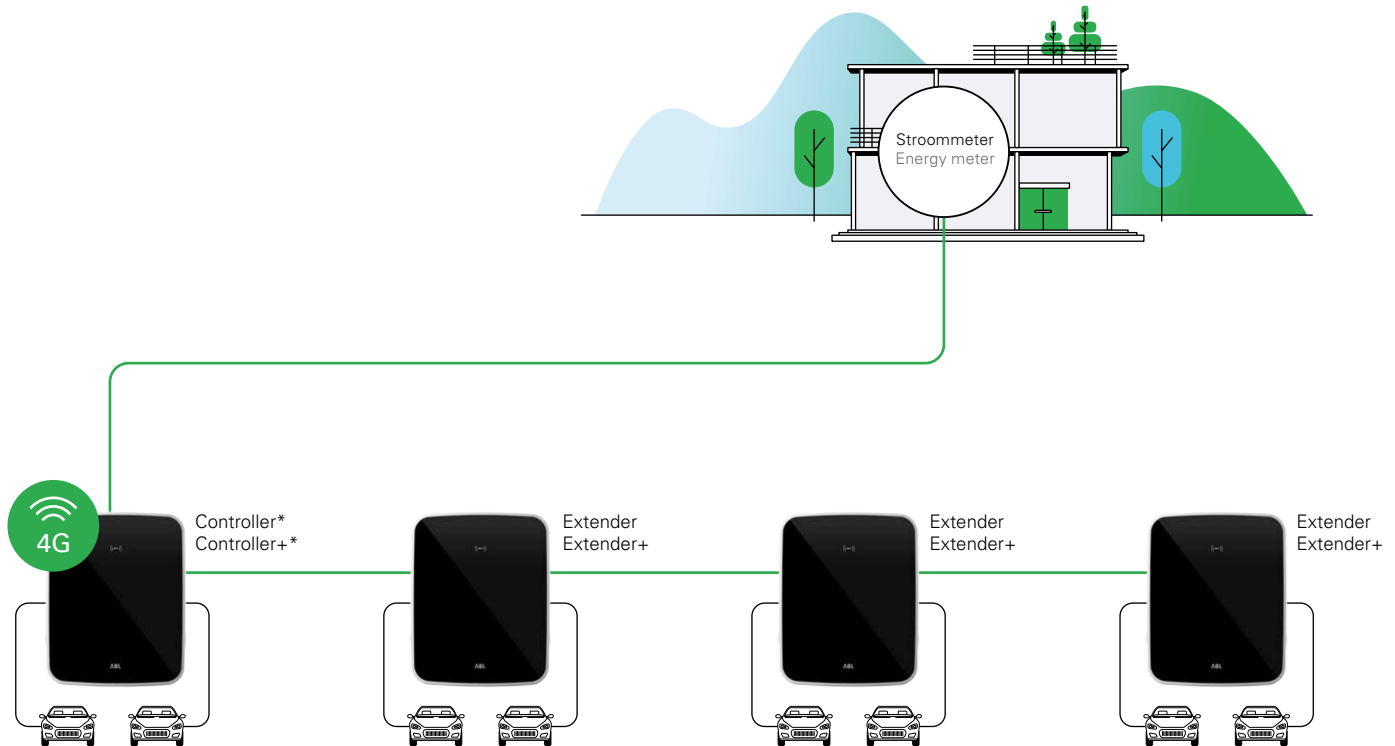 Stroommeter
Energy meter
4G
Controller*
Controller+*
Extender
Extender+
Extender
Extender+
Extender
Extender+